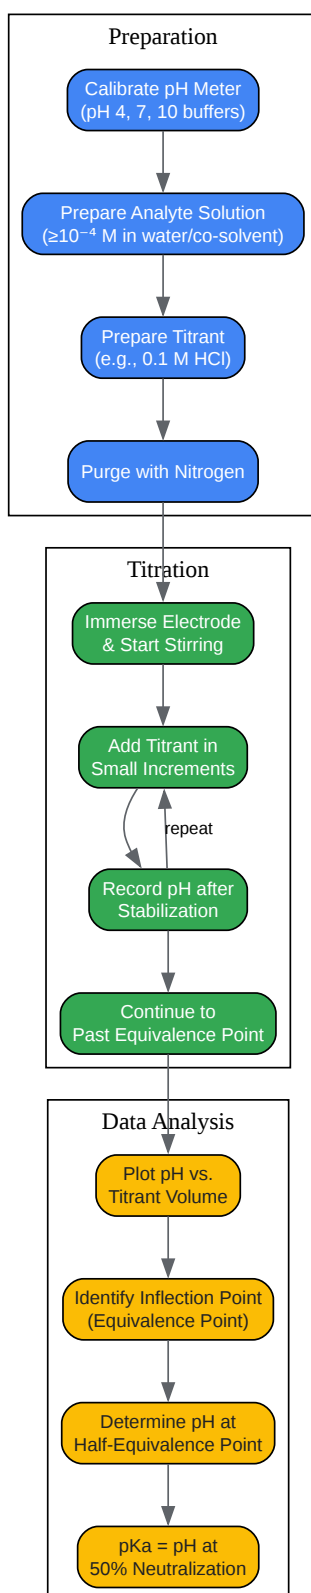 Preparation
Calibrate pH Meter
(pH 4, 7, 10 buffers)
Prepare Analyte Solution
(≥10⁻⁴ M in water/co-solvent)
Prepare Titrant
(e.g., 0.1 M HCl)
Purge with Nitrogen
Titration
Immerse Electrode
& Start Stirring
Add Titrant in
Small Increments
repeat
Record pH after
Stabilization
Continue to
Past Equivalence Point
Data Analysis
Plot pH vs.
Titrant Volume
Identify Inflection Point
(Equivalence Point)
Determine pH at
Half-Equivalence Point
pKa = pH at
50% Neutralization